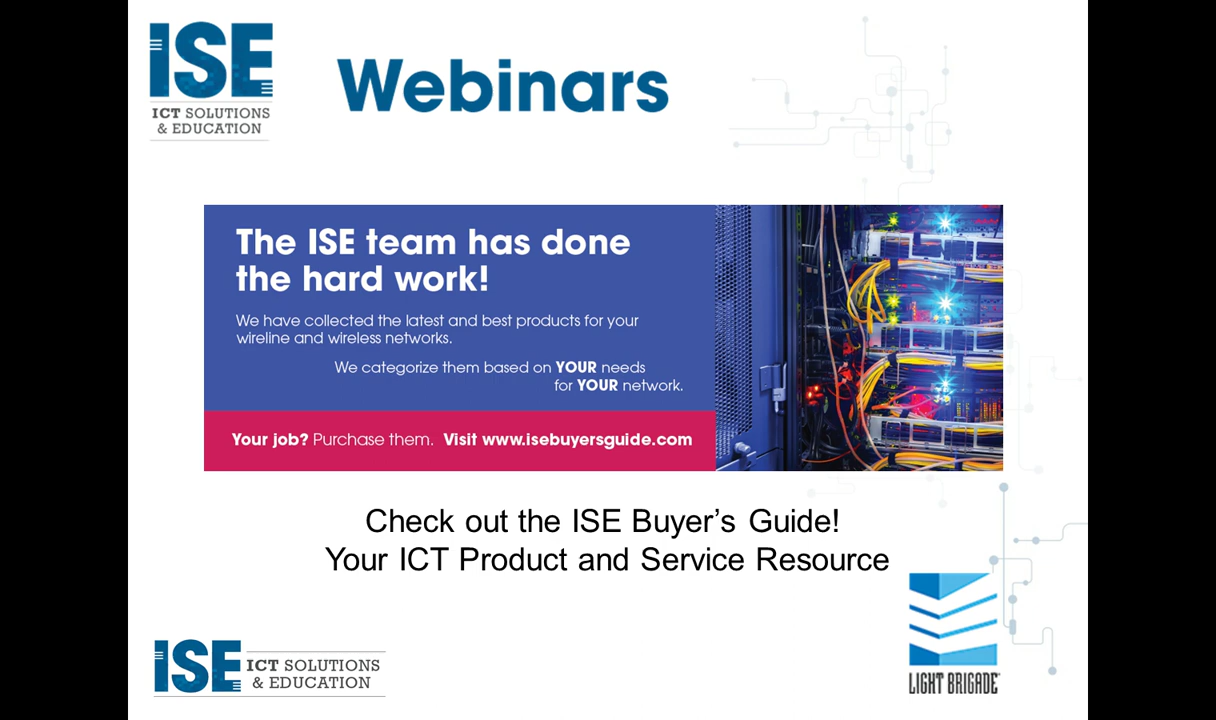 ISE
ICT SOLUTIONS
& EDUCATION
Webinars
The ISE team has done
the hard work!
We have collected the latest and best products for your
wireline and wireless networks.
We categorize them based on YOUR needs
for YOUR network.
Your job? Purchase them. Visit www.isebuyersguide.com
Check out the ISE Buyer’s Guide!
Your ICT Product and Service Resource
ISE
ICT SOLUTIONS
& EDUCATION
LIGHT BRIGADE